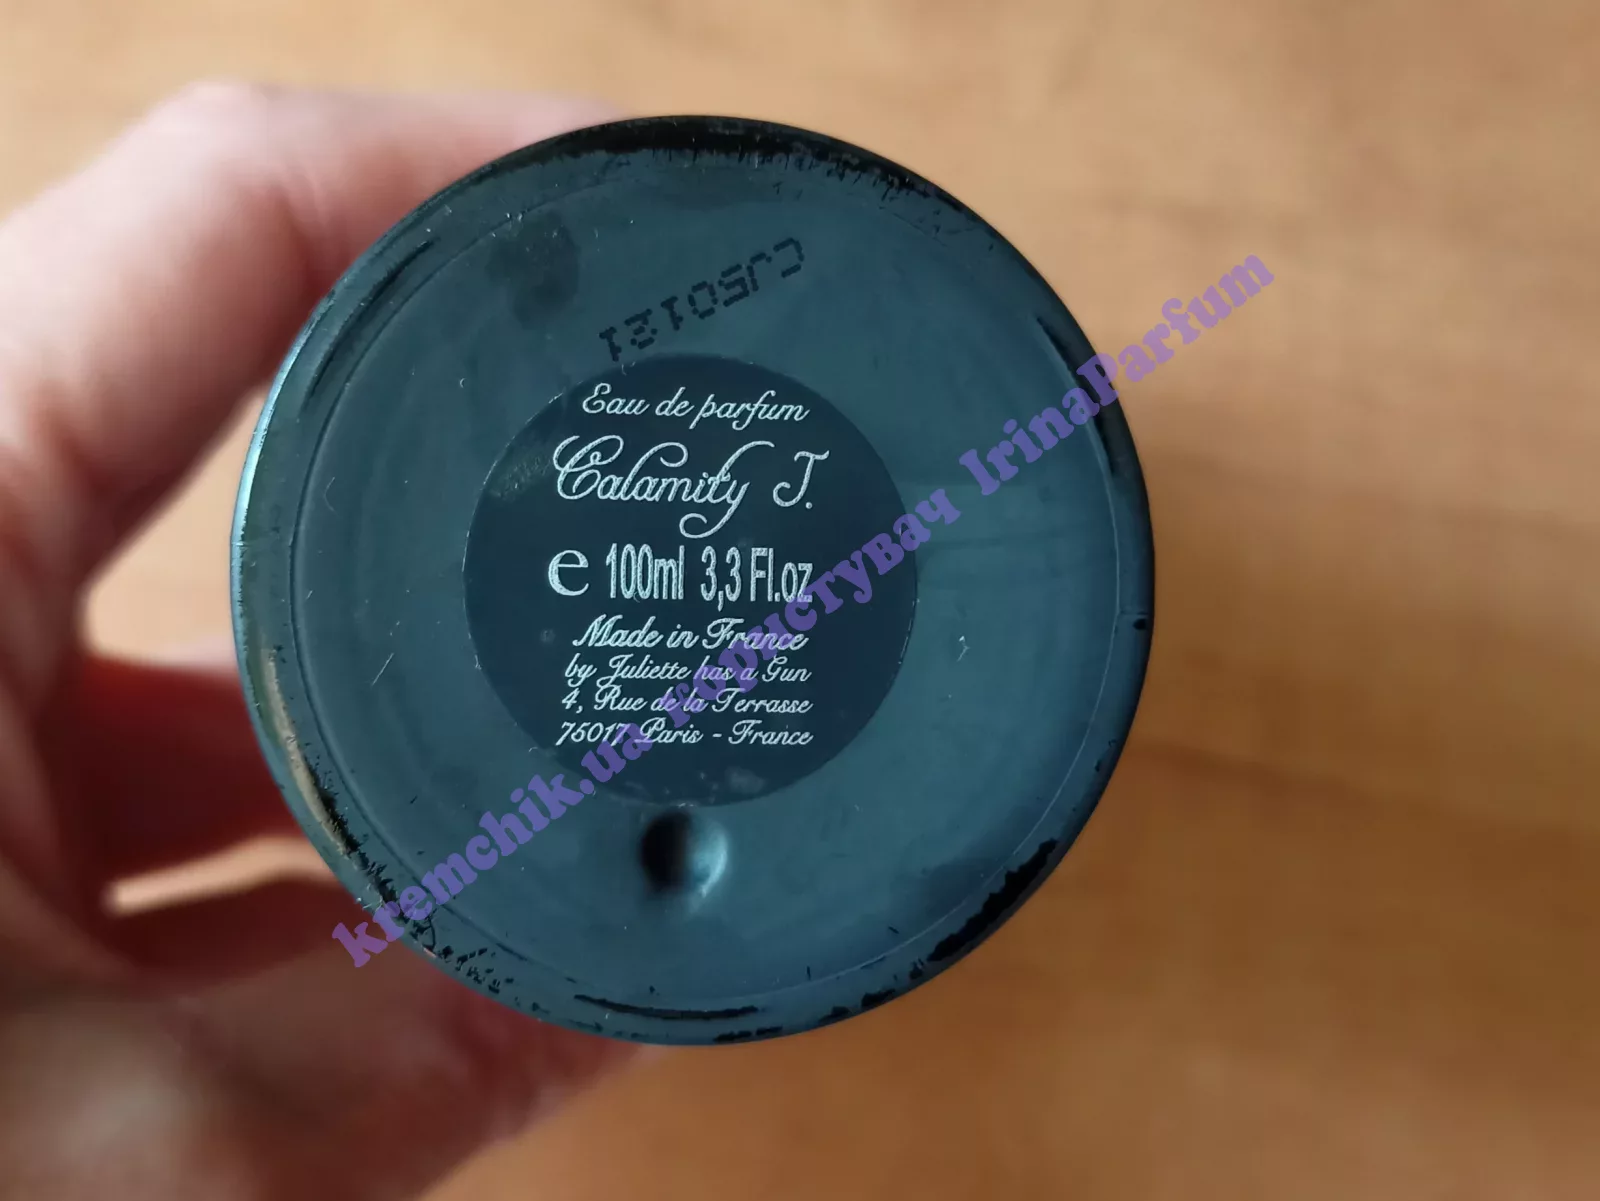 Eau de parfum
Calamity J.
e 100ml 3,3 Fl.oz
Made in France
by Juliette has a Gun
4, Rue de la Terrasse
75017 Paris - France
kremchik.ua користувач IrinaParfum